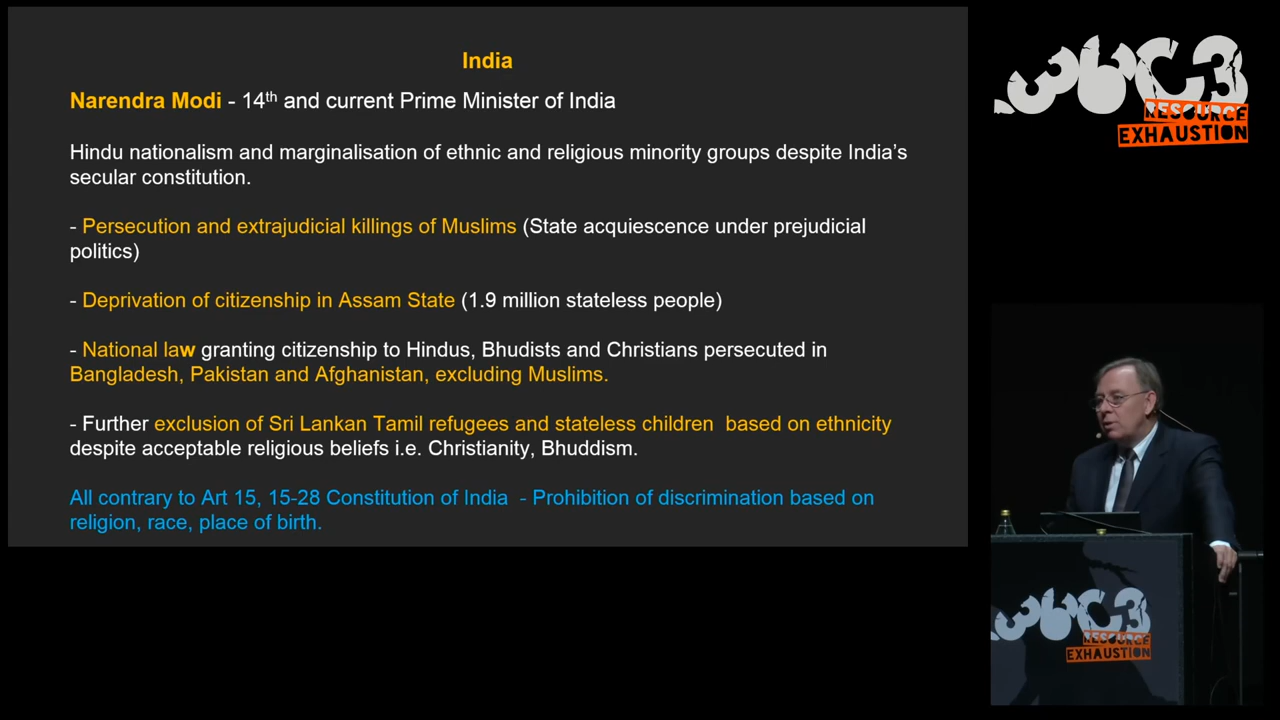 India
Narendra Modi - 14th and current Prime Minister of India
Hindu nationalism and marginalisation of ethnic and religious minority groups despite India's
secular constitution.
- Persecution and extrajudicial killings of Muslims (State acquiescence under prejudicial
politics)
- Deprivation of citizenship in Assam State (1.9 million stateless people)
- National law granting citizenship to Hindus, Bhudists and Christians persecuted in
Bangladesh, Pakistan and Afghanistan, excluding Muslims.
- Further exclusion of Sri Lankan Tamil refugees and stateless children  based on ethnicity
despite acceptable religious beliefs i.e. Christianity, Bhuddism.
All contrary to Art 15, 15-28 Constitution of India  - Prohibition of discrimination based on
religion, race, place of birth.
36C3
RESOURCE
EXHAUSTION
36C3
RESOURCE
EXHAUSTION